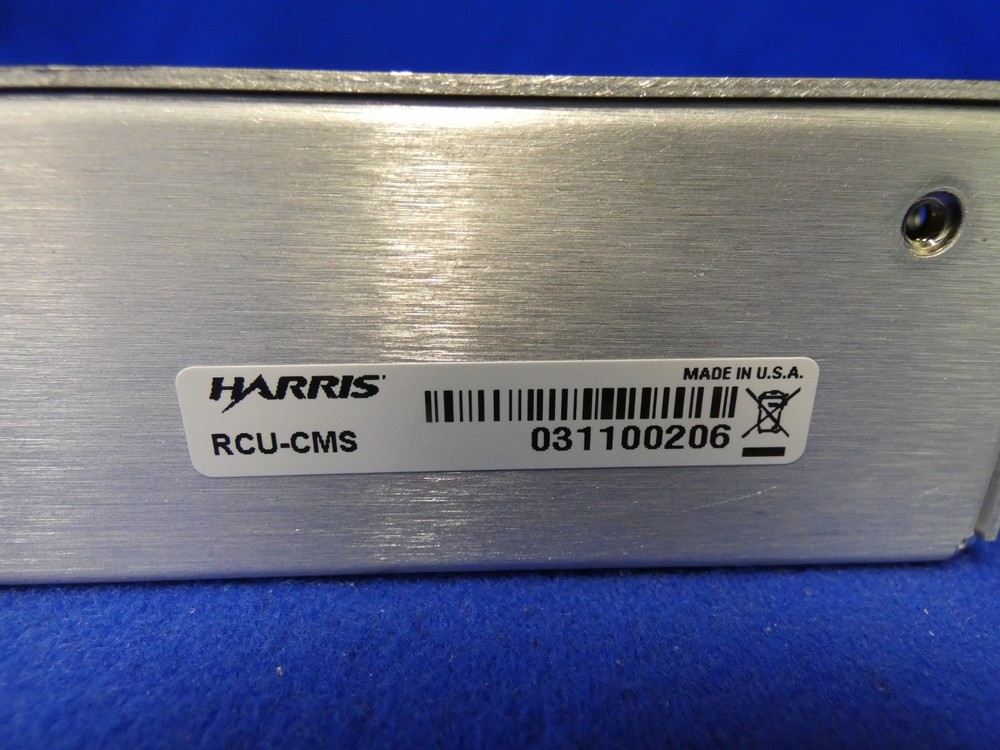 HARRIS
MADE IN U.S.A.
RCU-CMS
031100206